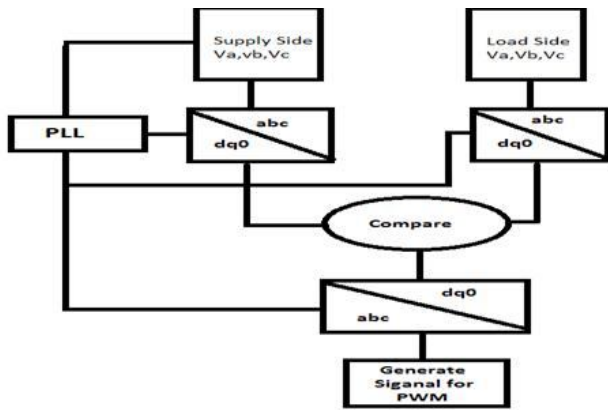 Supply Side
Va,vb,Vc
Load Side
Va,Vb,Vc
PLL
abc
dq0
abc
dq0
Compare
dq0
abc
Generate
Siganal for
PWM